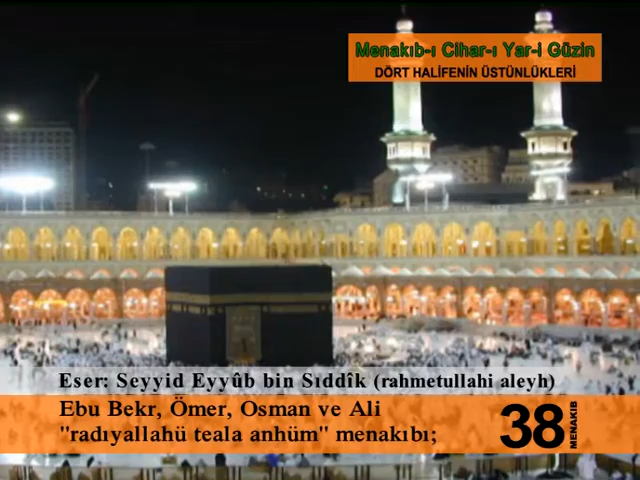 Menakıb-ı Cihar-ı Yar-i Güzin
DÖRT HALİFENİN ÜSTÜNLÜKLERİ
Eser: Seyyid Eyyûb bin Sıddîk (rahmetullahi aleyh)
Ebu Bekr, Ömer, Osman ve Ali
"radıyallahü teala anhüm" menakıbı;
38
MENAKIB